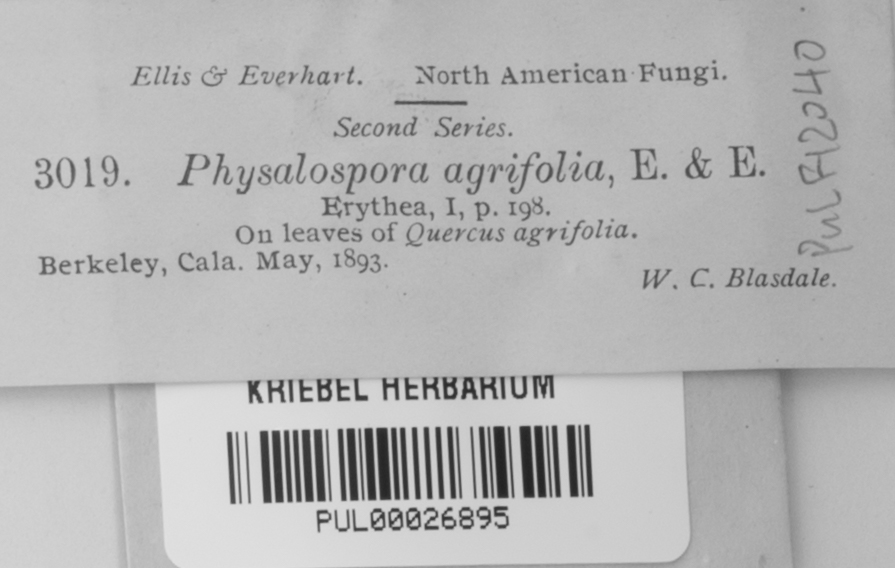 Ellis & Everhart. North American Fungi.
Second Series.
3019. Physalospora agrifolia, E. & E.
Erythea, I, p. 198.
On leaves of Quercus agrifolia.
Berkeley, Cala. May, 1893.
W. C. Blasdale.
PUL F12040
KRIEBEL HERBARIUM
PUL00026895